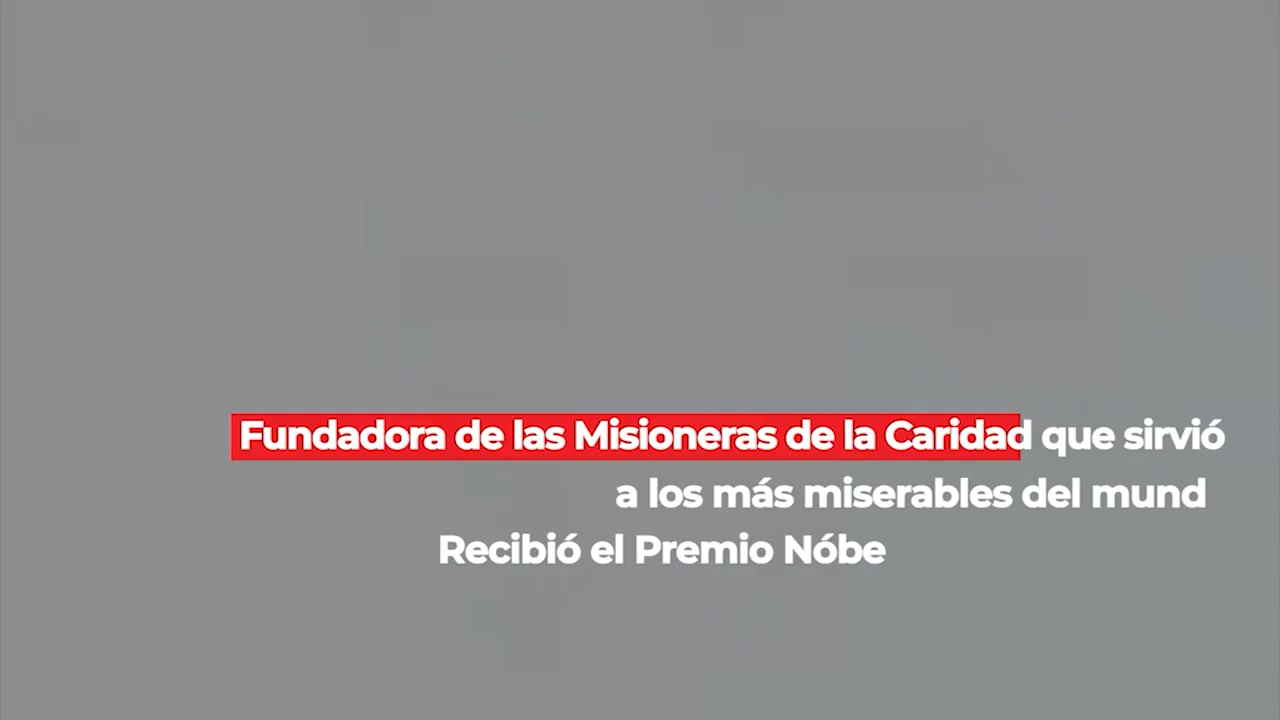 Fundadora de las Misioneras de la Caridad que sirvió
a los más miserables del mund
Recibió el Premio Nóbe